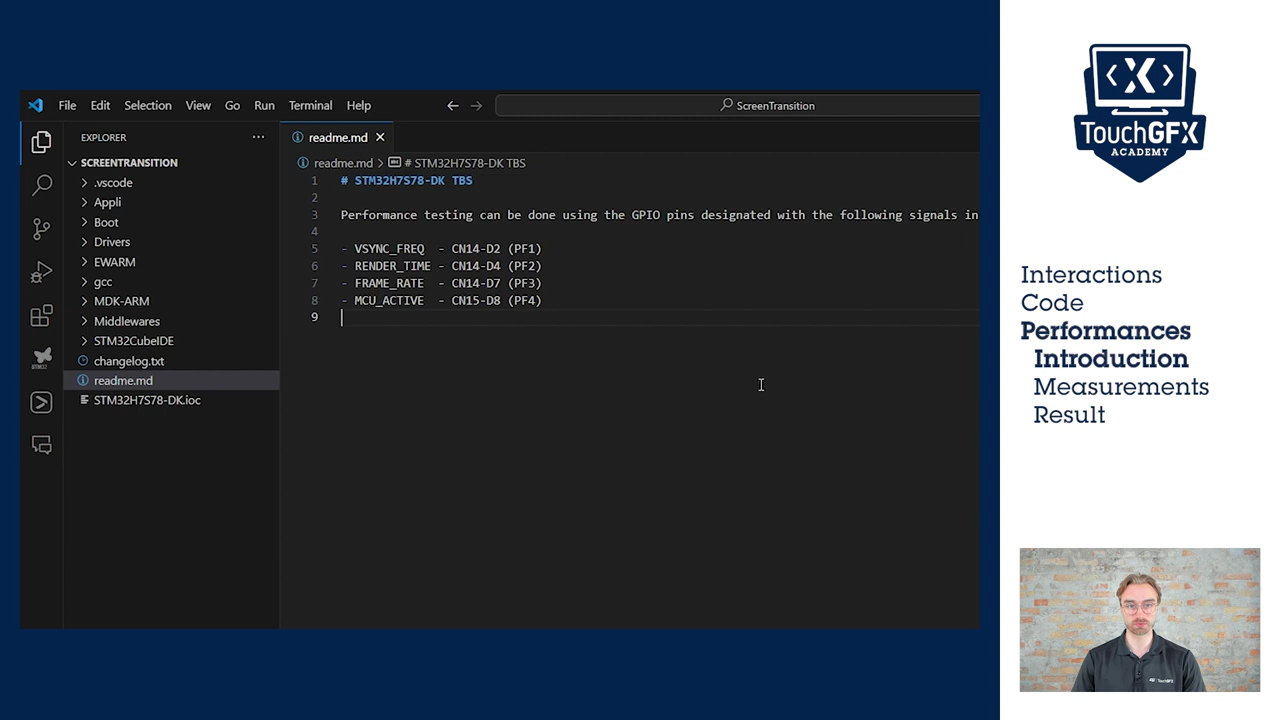 File Edit Selection View Go Run Terminal Help
ScreenTransition
EXPLORER
SCREENTRANSITION
.vscode
Appli
Boot
Drivers
EWARM
gcc
MDK-ARM
Middlewares
STM32CubeIDE
changelog.txt
readme.md
STM32H7S78-DK.ioc
readme.md
readme.md > # STM32H7S78-DK TBS
1 # STM32H7S78-DK TBS
2
3 Performance testing can be done using the GPIO pins designated with the following signals in
4
5 - VSYNC_FREQ - CN14-D2 (PF1)
6 - RENDER_TIME - CN14-D4 (PF2)
7 - FRAME_RATE - CN14-D7 (PF3)
8 - MCU_ACTIVE - CN15-D8 (PF4)
9
TouchGFX
ACADEMY
Interactions
Code
Performances
Introduction
Measurements
Result